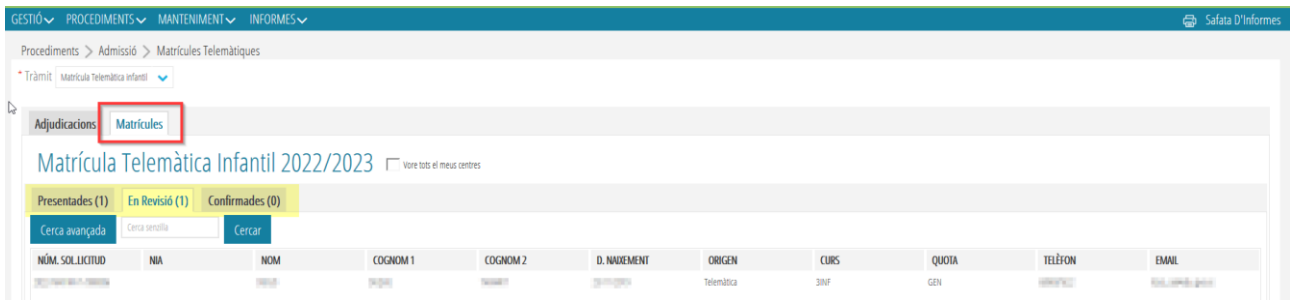 GESTIÓ PROCEDIMENTS MANTENIMENT INFORMES Safata D'Informes
Procediments > Admissió > Matrícules Telemàtiques
* Tràmit Matrícula Telemàtica Infantil
Adjudicacions Matrícules
Matrícula Telemàtica Infantil 2022/2023 Vore tots el meus centres
Presentades (1) En Revisió (1) Confirmades (0)
Cerca avançada Cerca senzilla Cercar
NÚM. SOL.LICITUD NIA NOM COGNOM 1 COGNOM 2 D. NAIXEMENT ORIGEN CURS QUOTA TELÈFON EMAIL
Telemàtica 3INF GEN